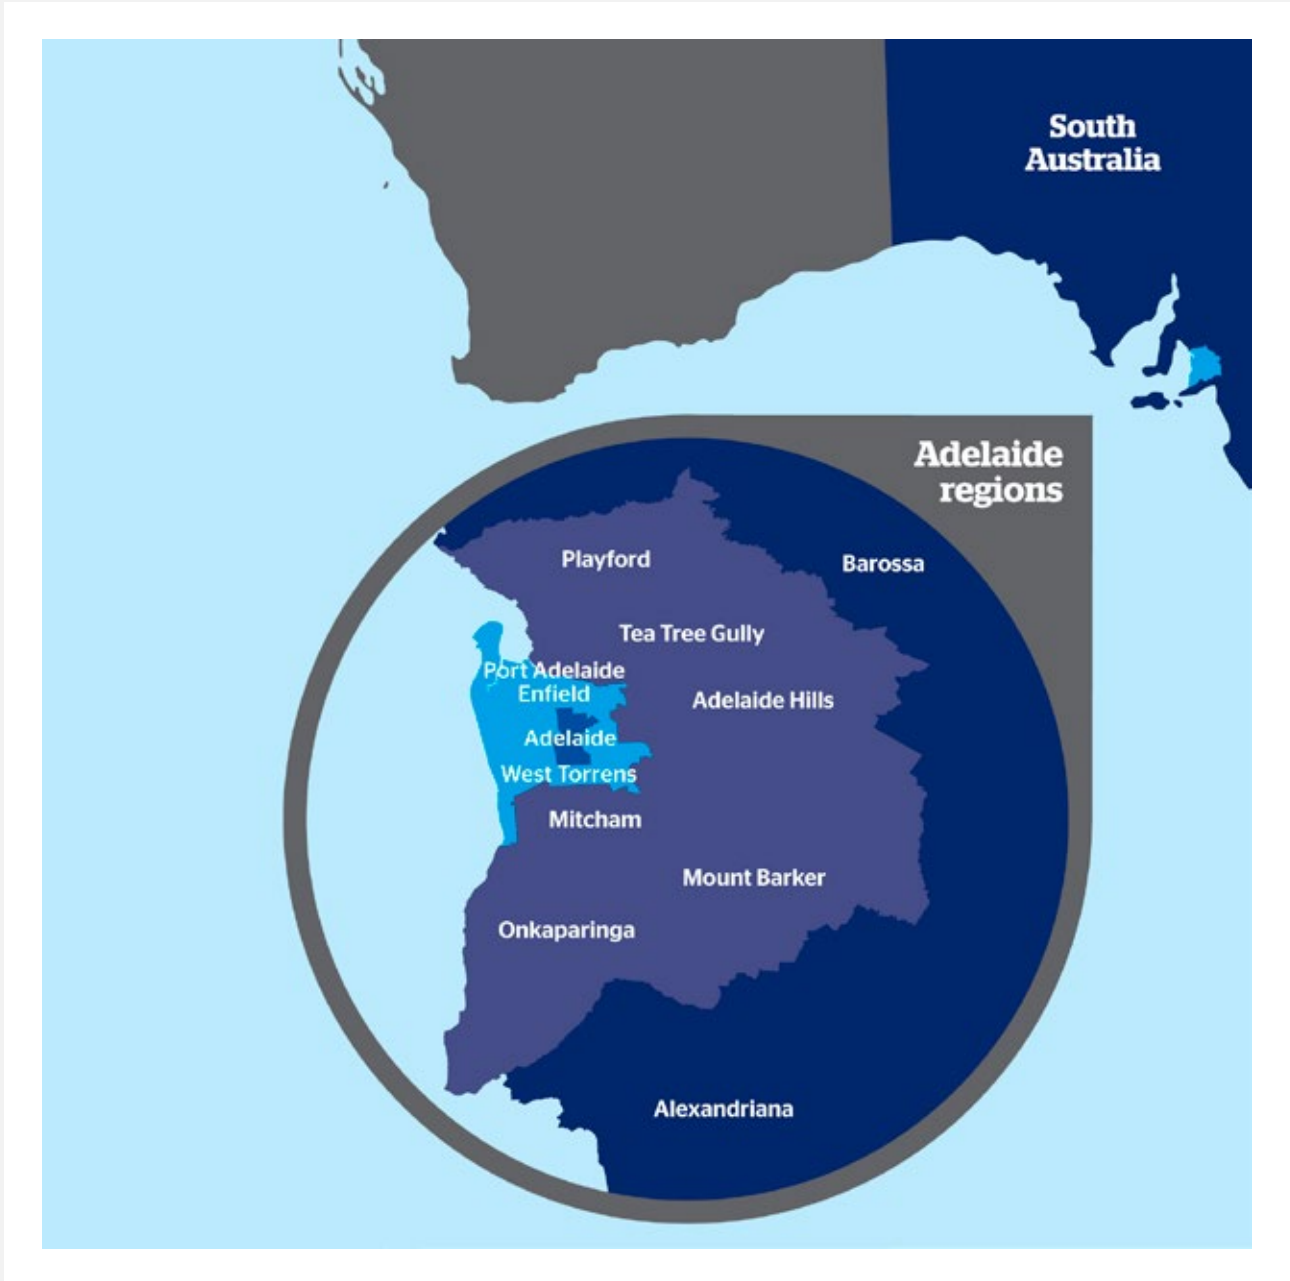 South
Australia
Adelaide
regions
Playford
Barossa
Tea Tree Gully
Port Adelaide
Enfield
Adelaide Hills
Adelaide
West Torrens
Mitcham
Mount Barker
Onkaparinga
Alexandriana